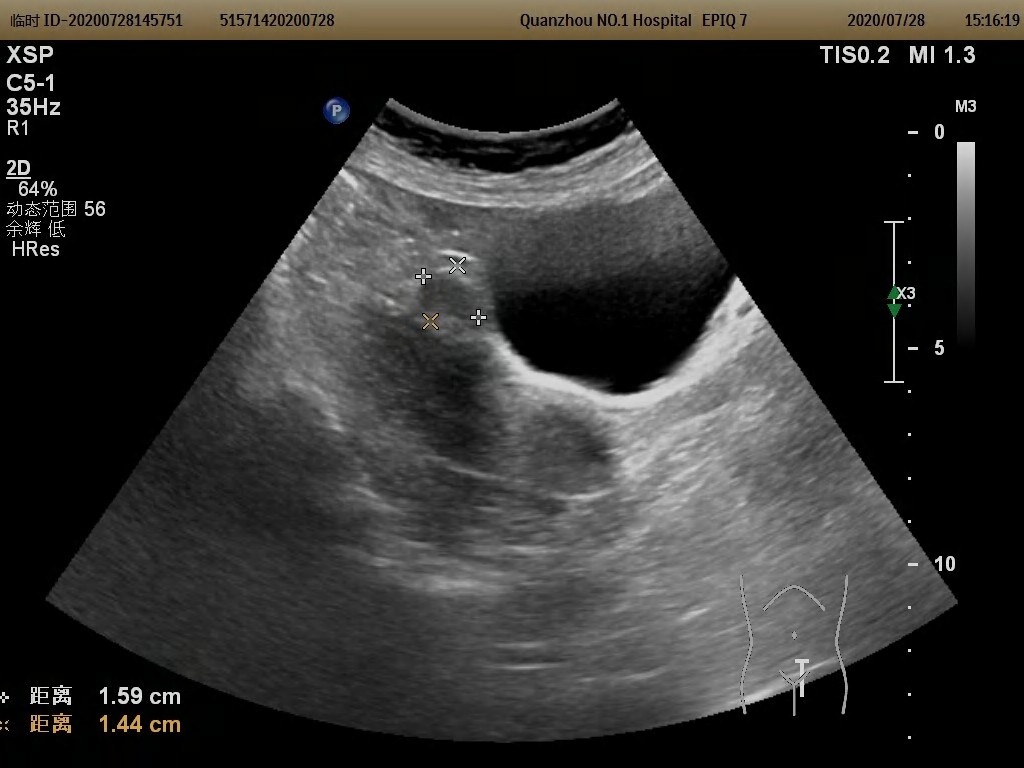 临时 ID-20200728145751 51571420200728 Quanzhou NO.1 Hospital EPIQ 7 2020/07/28 15:16:19
XSP TIS0.2 MI 1.3
C5-1
35Hz
R1
M3
P
0
2D
64%
动态范围 56
余辉 低
HRes
X3
5
10
T
距离 1.59 cm
距离 1.44 cm